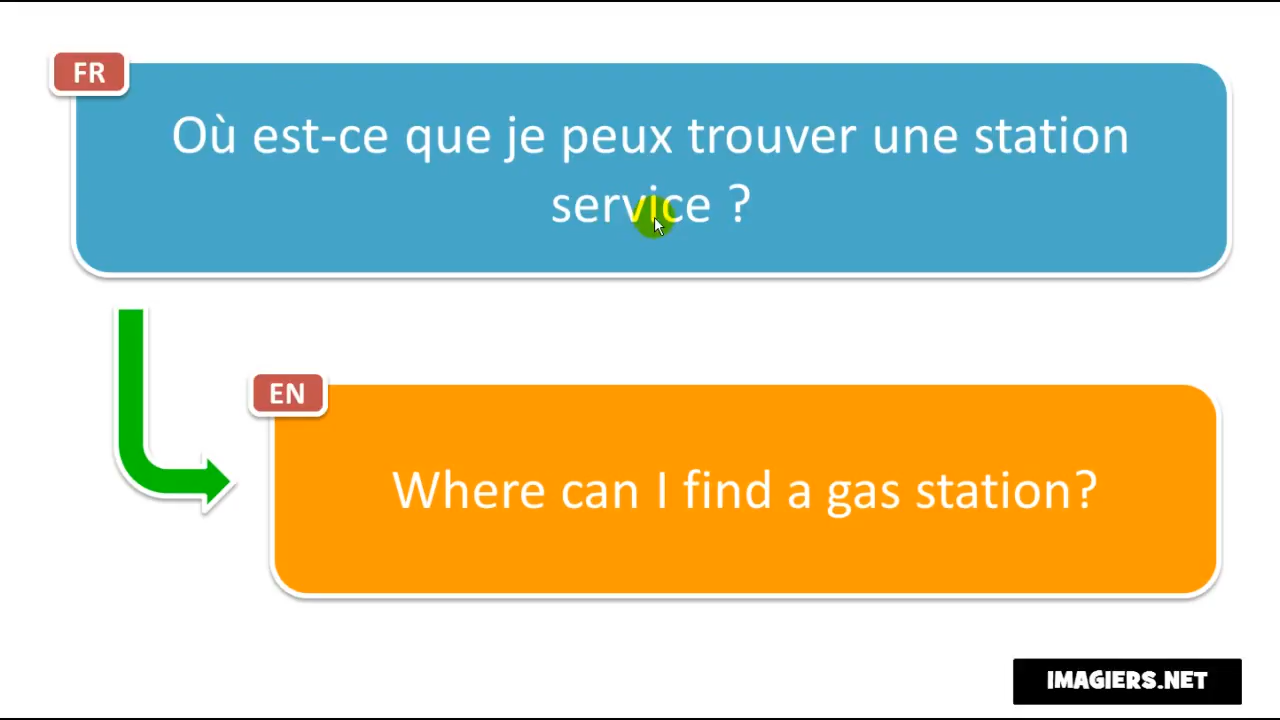 FR
Où est-ce que je peux trouver une station
service ?
EN
Where can I find a gas station?
IMAGIERS.NET